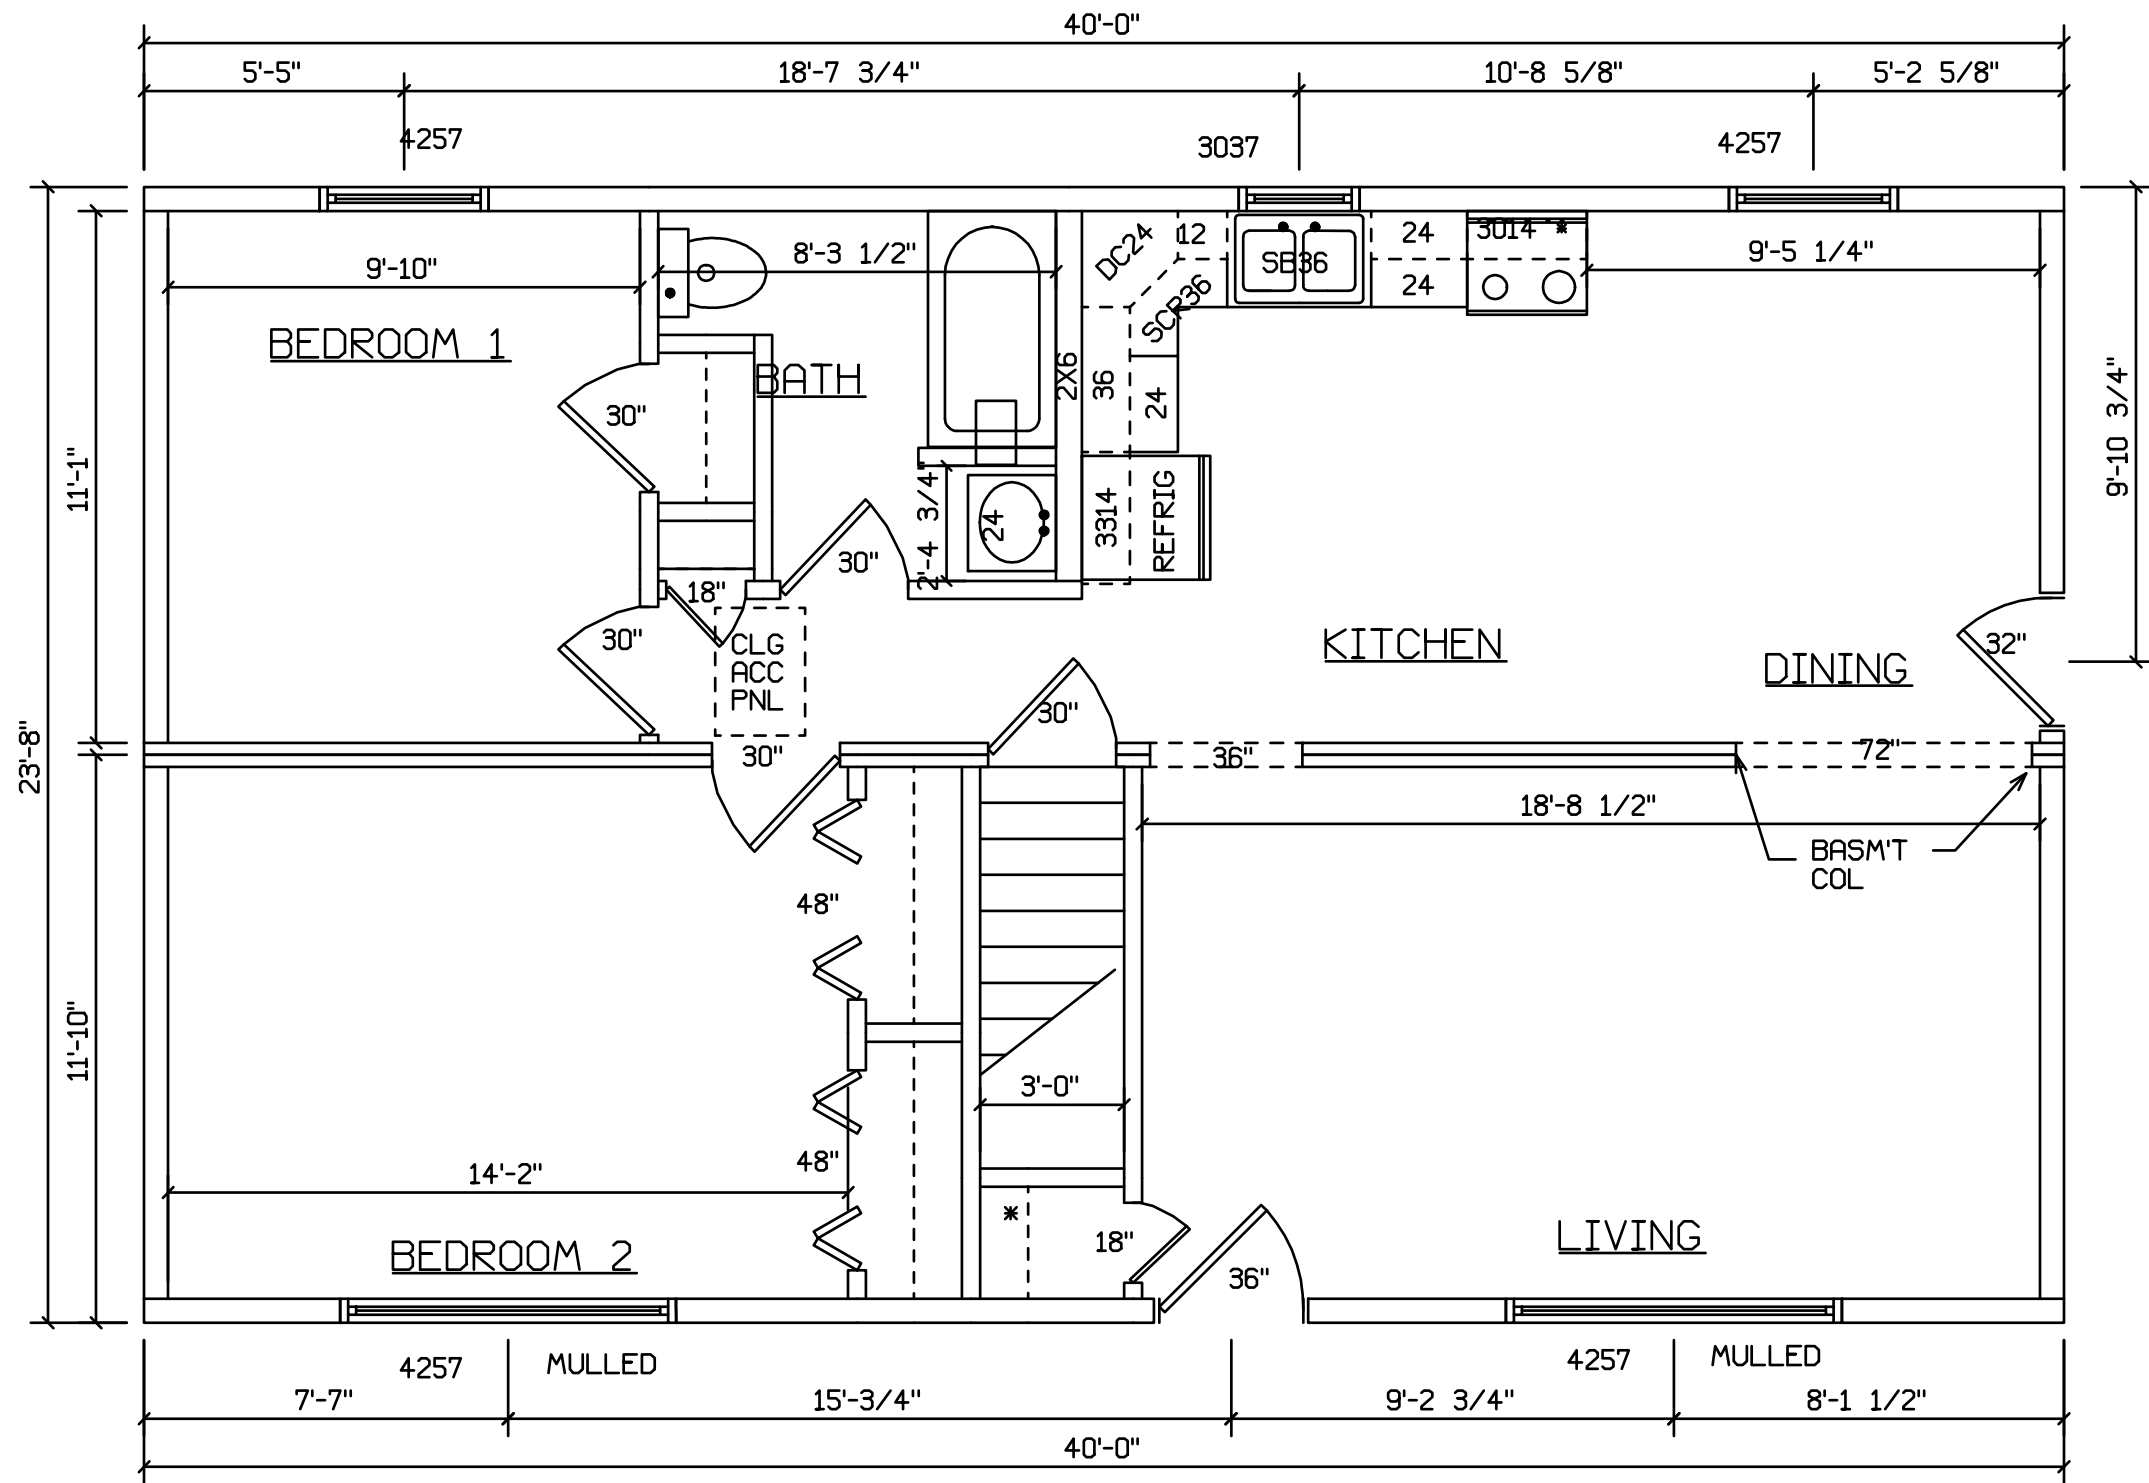 40'-0"
5'-5"
18'-7 3/4"
10'-8 5/8"
5'-2 5/8"
4257
3037
4257
9'-10"
8'-3 1/2"
DC24
12
SB36
24
3014 *
24
9'-5 1/4"
SCR36
BEDROOM 1
BATH
2X6
36
24
30"
9'-10 3/4"
11'-1"
2'-4 3/4"
24
3314
REFRIG
30"
18"
30"
CLG
ACC
PNL
KITCHEN
DINING
32"
30"
23'-8"
30"
36"
72"
18'-8 1/2"
BASM'T
COL
48"
11'-10"
3'-0"
48"
14'-2"
*
18"
BEDROOM 2
LIVING
36"
4257
MULLED
4257
MULLED
7'-7"
15'-3/4"
9'-2 3/4"
8'-1 1/2"
40'-0"